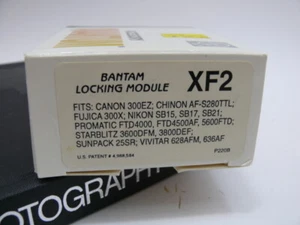 BANTAM
LOCKING MODULE XF2
FITS: CANON 300EZ; CHINON AF-S280TTL;
FUJICA 300X; NIKON SB15, SB17, SB21;
PROMATIC FTD4000, FTD4500AF, 5600FTD;
STARBLITZ 3600DFM, 3800DEF;
SUNPACK 25SR; VIVITAR 628AFM, 636AF
U.S. PATENT #
OTOGRAPH